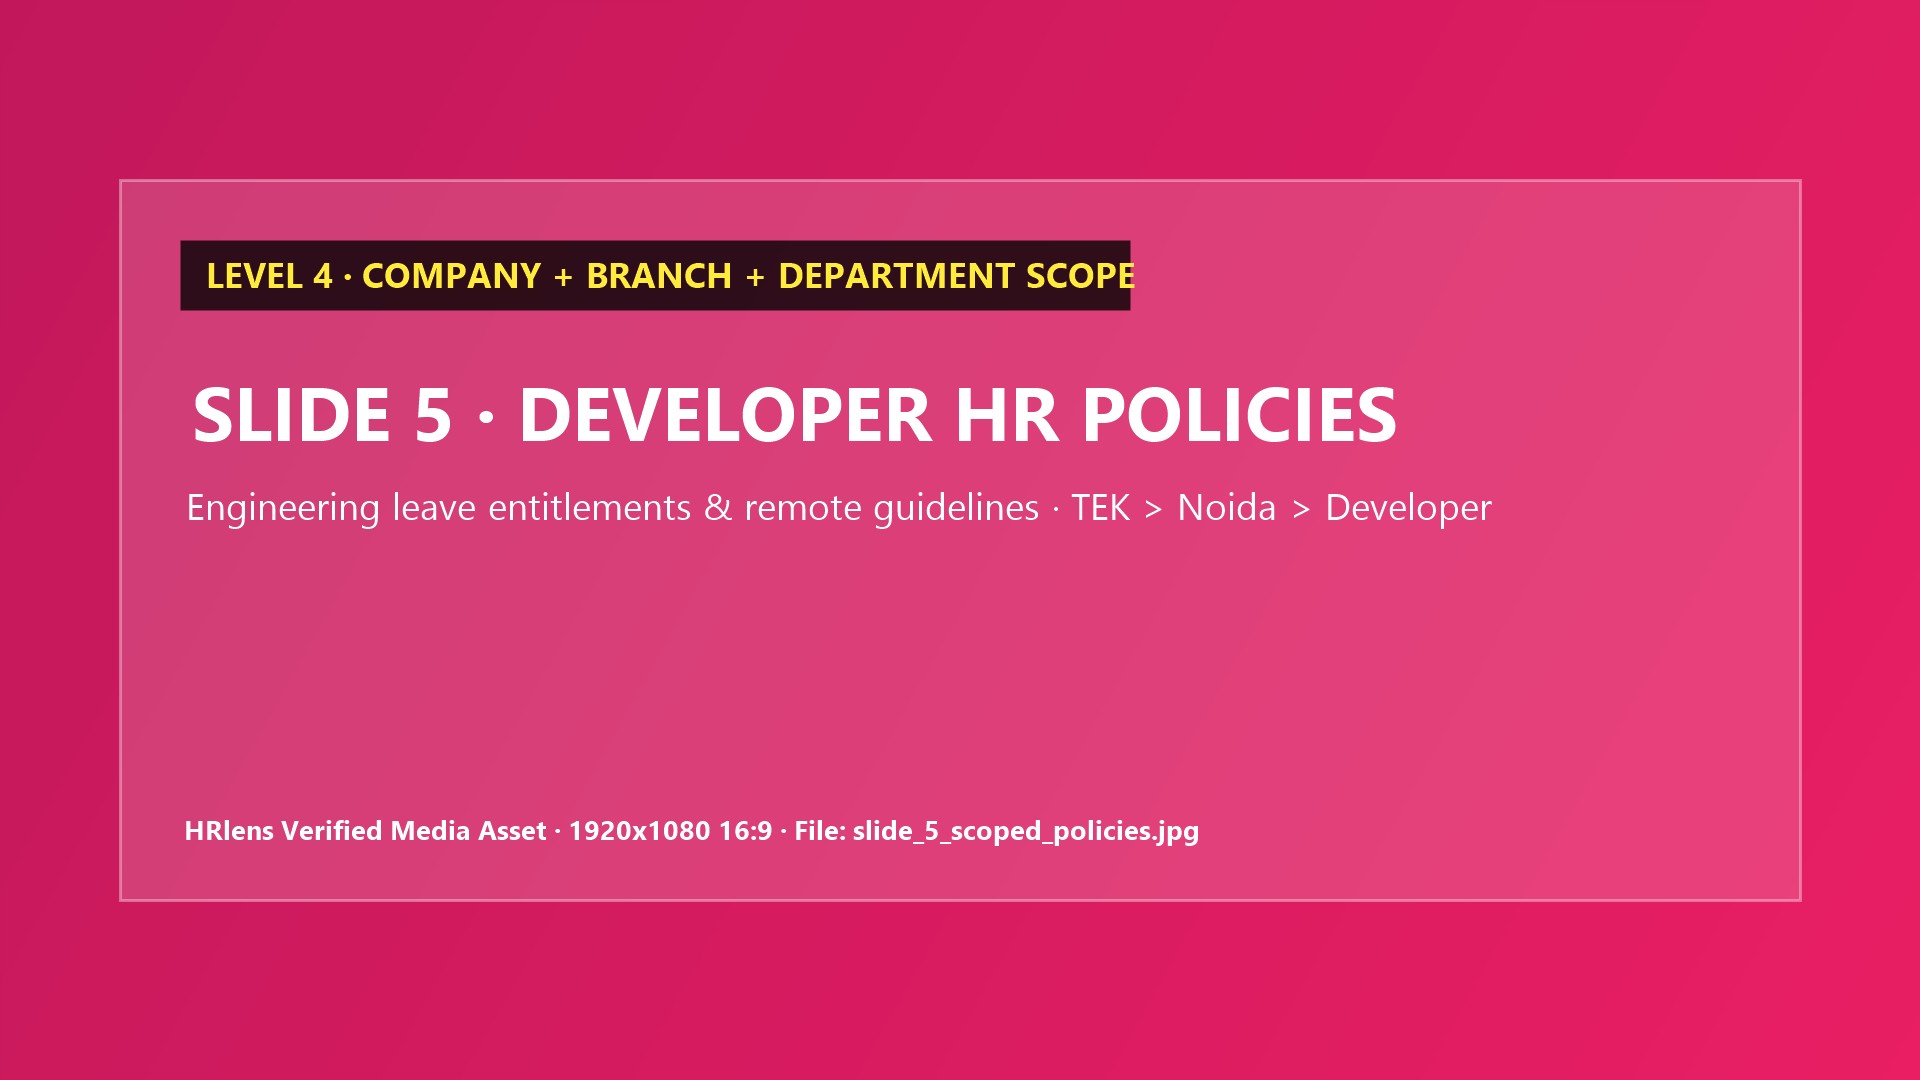 LEVEL 4 · COMPANY + BRANCH + DEPARTMENT SCOPE
SLIDE 5 · DEVELOPER HR POLICIES
Engineering leave entitlements & remote guidelines · TEK > Noida > Developer
HRlens Verified Media Asset · 1920x1080 16:9 · File: slide_5_scoped_policies.jpg